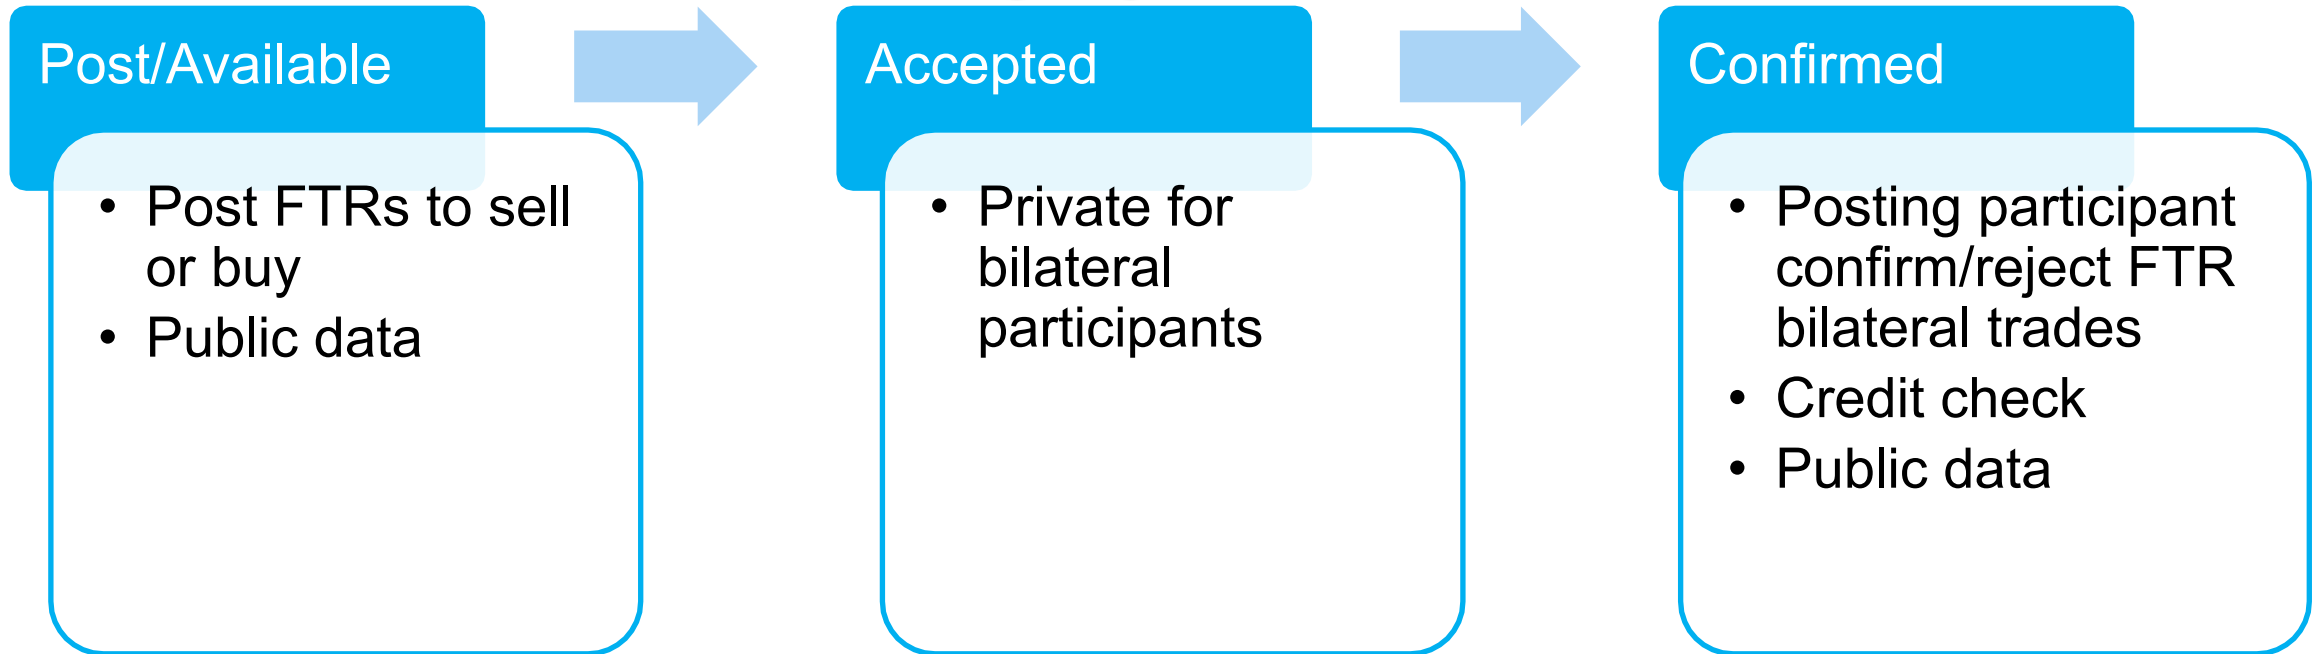 Post/Available
• Post FTRs to sell
or buy
• Public data
Accepted
• Private for
bilateral
participants
Confirmed
• Posting participant
confirm/reject FTR
bilateral trades
• Credit check
• Public data